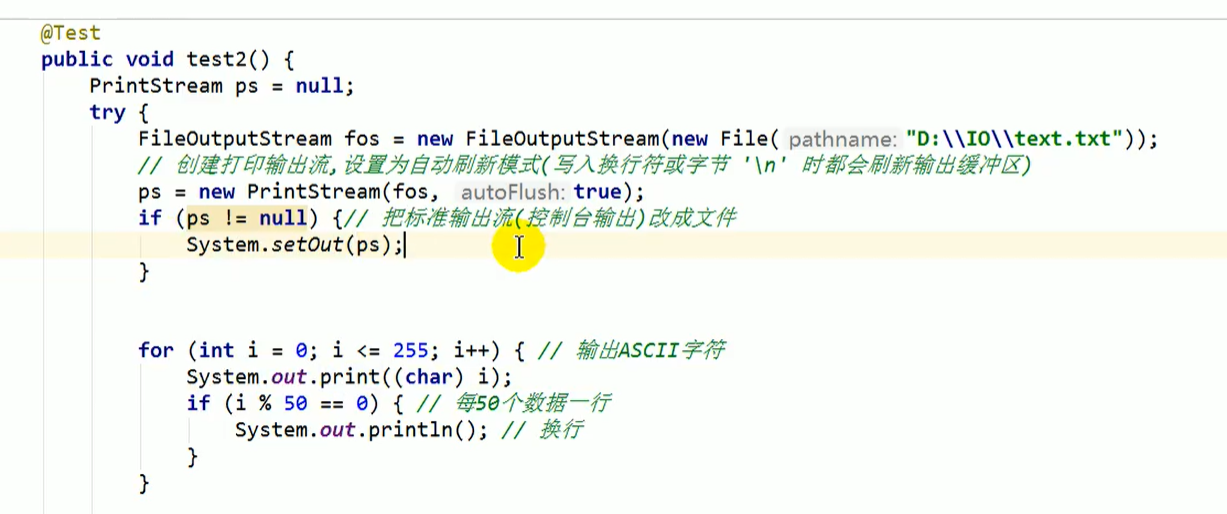 @Test
public void test2() {
PrintStream ps = null;
try {
FileOutputStream fos = new FileOutputStream(new File( pathname: "D:\\IO\\text.txt"));
// 创建打印输出流,设置为自动刷新模式(写入换行符或字节 '\n' 时都会刷新输出缓冲区)
ps = new PrintStream(fos, autoFlush: true);
if (ps != null) {// 把标准输出流(控制台输出)改成文件
System.setOut(ps);
}
for (int i = 0; i <= 255; i++) { // 输出ASCII字符
System.out.print((char) i);
if (i % 50 == 0) { // 每50个数据一行
System.out.println(); // 换行
}
}